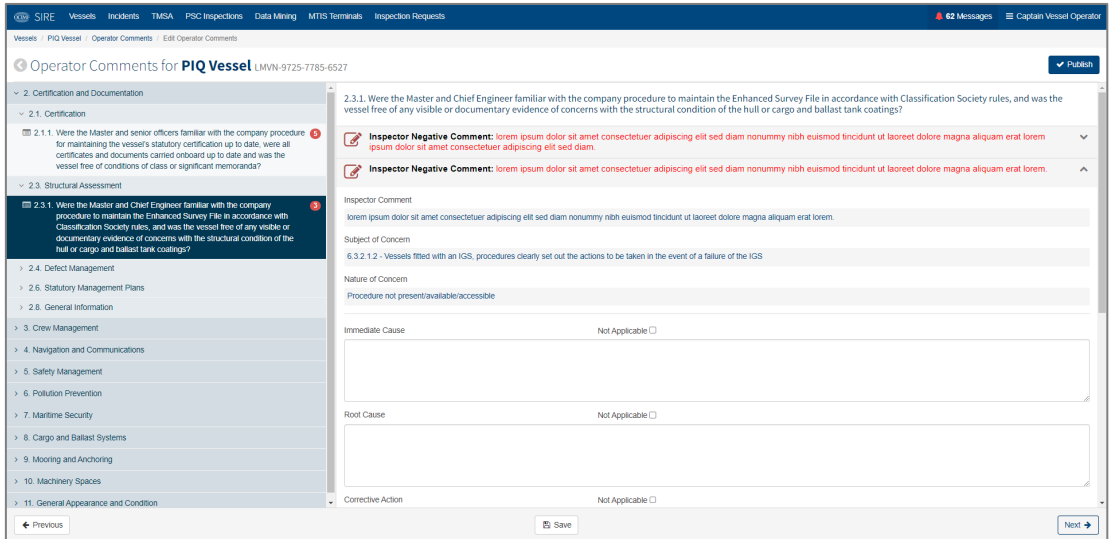 OCIMF SIRE Vessels Incidents TMSA PSC Inspections Data Mining MTIS Terminals Inspection Requests 62 Messages Captain Vessel Operator
Vessels / PIQ Vessel / Operator Comments / Edit Operator Comments
Operator Comments for PIQ Vessel LMVN-9725-7785-6527
Publish
2. Certification and Documentation
2.1. Certification
2.1.1. Were the Master and senior officers familiar with the company procedure 5
for maintaining the vessel's statutory certification up to date, were all
certificates and documents carried onboard up to date and was the
vessel free of conditions of class or significant memoranda?
2.3. Structural Assessment
2.3.1. Were the Master and Chief Engineer familiar with the company 3
procedure to maintain the Enhanced Survey File in accordance with
Classification Society rules, and was the vessel free of any visible or
documentary evidence of concerns with the structural condition of the
hull or cargo and ballast tank coatings?
2.4. Defect Management
2.6. Statutory Management Plans
2.8. General Information
3. Crew Management
4. Navigation and Communications
5. Safety Management
6. Pollution Prevention
7. Maritime Security
8. Cargo and Ballast Systems
9. Mooring and Anchoring
10. Machinery Spaces
11. General Appearance and Condition
2.3.1. Were the Master and Chief Engineer familiar with the company procedure to maintain the Enhanced Survey File in accordance with Classification Society rules, and was the
vessel free of any visible or documentary evidence of concerns with the structural condition of the hull or cargo and ballast tank coatings?
Inspector Negative Comment: lorem ipsum dolor sit amet consectetuer adipiscing elit sed diam nonummy nibh euismod tincidunt ut laoreet dolore magna aliquam erat lorem
ipsum dolor sit amet consectetuer adipiscing elit sed diam.
Inspector Negative Comment: lorem ipsum dolor sit amet consectetuer adipiscing elit sed diam nonummy nibh euismod tincidunt ut laoreet dolore magna aliquam erat lorem.
Inspector Comment
lorem ipsum dolor sit amet consectetuer adipiscing elit sed diam nonummy nibh euismod tincidunt ut laoreet dolore magna aliquam erat lorem.
Subject of Concern
6.3.2.1.2 - Vessels fitted with an IGS, procedures clearly set out the actions to be taken in the event of a failure of the IGS
Nature of Concern
Procedure not present/available/accessible
Immediate Cause Not Applicable
Root Cause Not Applicable
Corrective Action Not Applicable
Previous Save Next